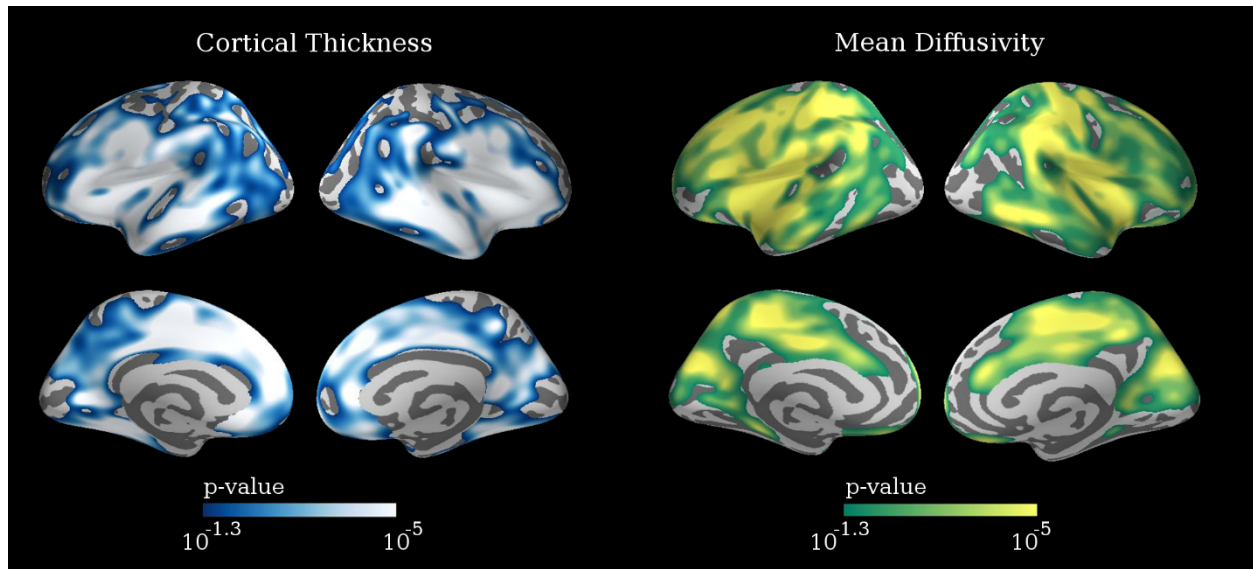 Cortical Thickness
Mean Diffusivity
p-value
10^-1.3 10^-5
p-value
10^-1.3 10^-5